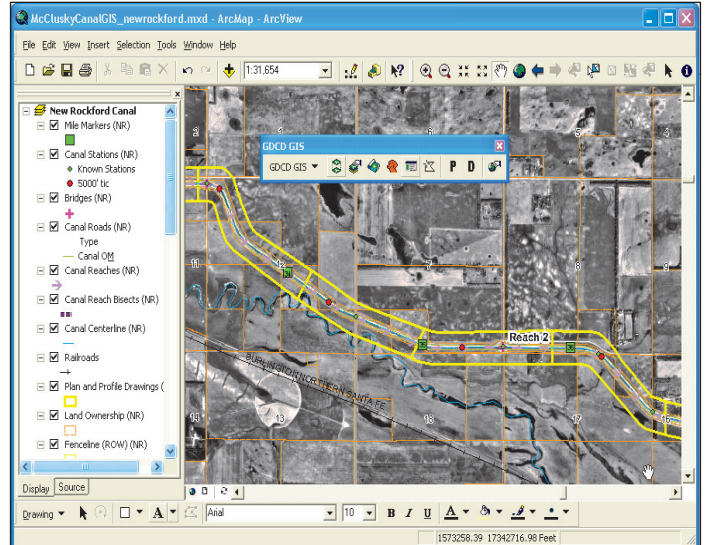 McCluskyCanalGIS_newrockford.mxd - ArcMap - ArcView
File Edit View Insert Selection Tools Window Help
1:31,654
New Rockford Canal
Mile Markers (NR)
Canal Stations (NR)
Known Stations
5000' tic
Bridges (NR)
Canal Roads (NR)
Type
Canal OM
Canal Reaches (NR)
Canal Reach Bisects (NR)
Canal Centerline (NR)
Railroads
Plan and Profile Drawings (
Land Ownership (NR)
Fenceline (ROW) (NR)
Display Source
GDCD GIS
GDCD GIS P D
6
11 12 7 8 9
Reach 2
BURLINGTON NORTHERN SANTA FE
14 13 18 17 16
Drawing Arial 10 B I U A
1573258.39 17342716.98 Feet